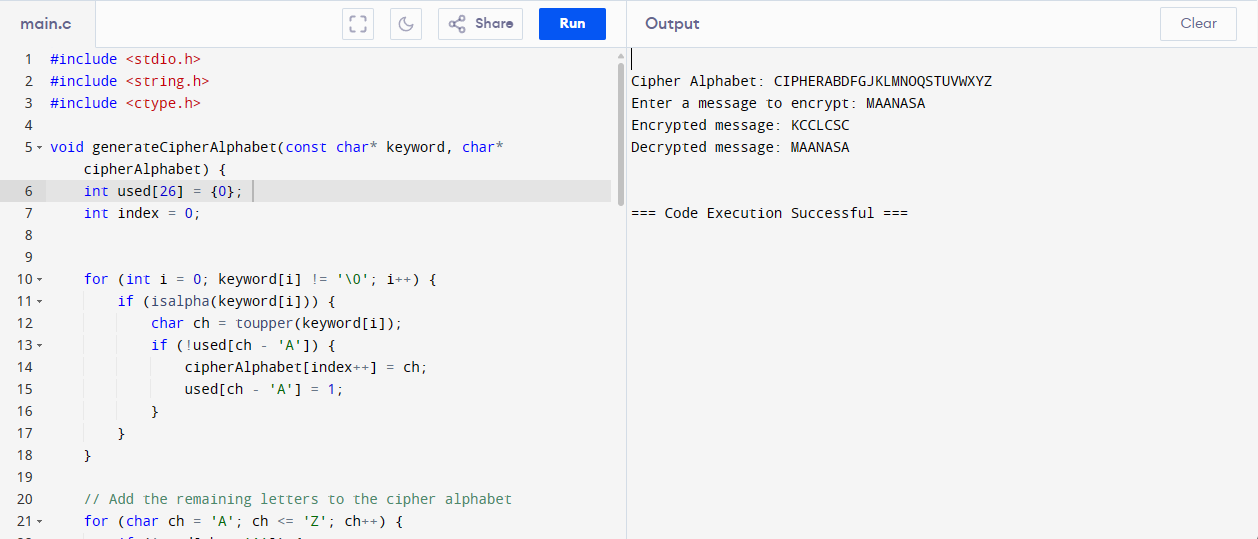 main.c
Share
Run
Output
Clear
1 #include <stdio.h>
2 #include <string.h>
3 #include <ctype.h>
4
5 void generateCipherAlphabet(const char* keyword, char*
cipherAlphabet) {
6 int used[26] = {0};
7 int index = 0;
8
9
10 for (int i = 0; keyword[i] != '\0'; i++) {
11 if (isalpha(keyword[i])) {
12 char ch = toupper(keyword[i]);
13 if (!used[ch - 'A']) {
14 cipherAlphabet[index++] = ch;
15 used[ch - 'A'] = 1;
16 }
17 }
18 }
19
20 // Add the remaining letters to the cipher alphabet
21 for (char ch = 'A'; ch <= 'Z'; ch++) {
Cipher Alphabet: CIPHERABDFGJKLMNOQSTUVWXYZ
Enter a message to encrypt: MAANASA
Encrypted message: KCCLCSC
Decrypted message: MAANASA
=== Code Execution Successful ===